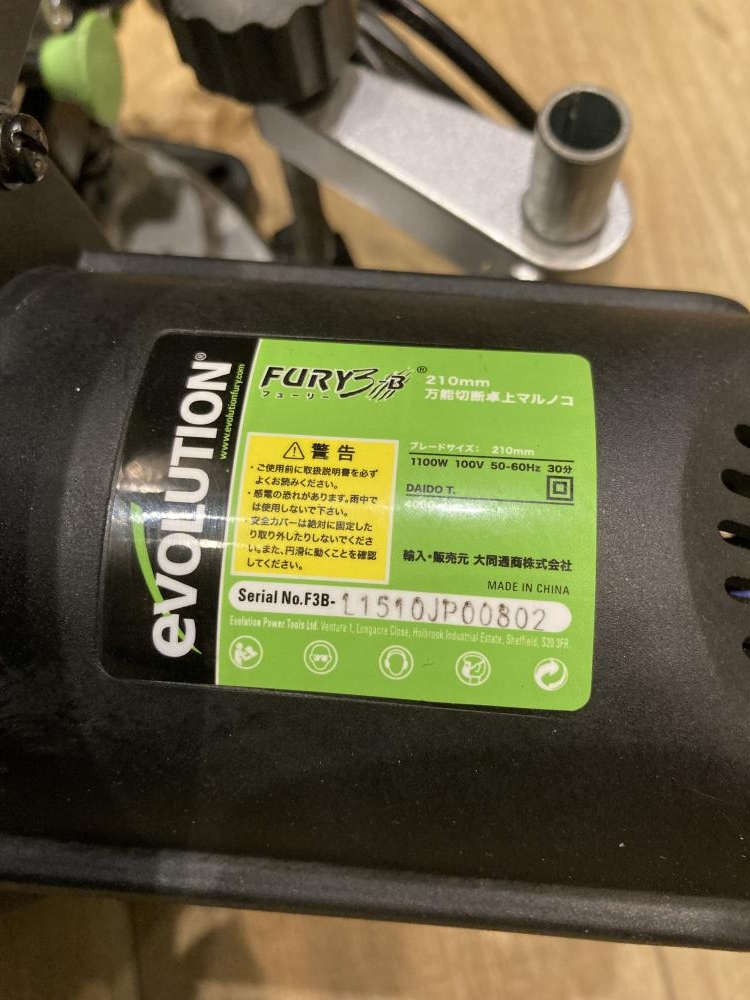 evolution®
www.evolutionfury.com
FURY3-B®
フューリー
210mm
万能切断卓上マルノコ
警告
・ご使用前に取扱説明書を必ず
よくお読みください。
・感電の恐れがあります。雨中で
は使用しないで下さい。
安全カバーは絶対に固定した
り取り外したりしないでくださ
い。また、円滑に動くことを確認
してください。
ブレードサイズ: 210mm
1100W 100V 50-60Hz 30分
DAIDO T.
輸入・販売元 大同通商株式会社
MADE IN CHINA
Serial No.F3B- L1510JP00802
Evolution Power Tools Ltd. Venture 1, Longacre Close, Holbrook Industrial Estate, Sheffield, S20 3FR.